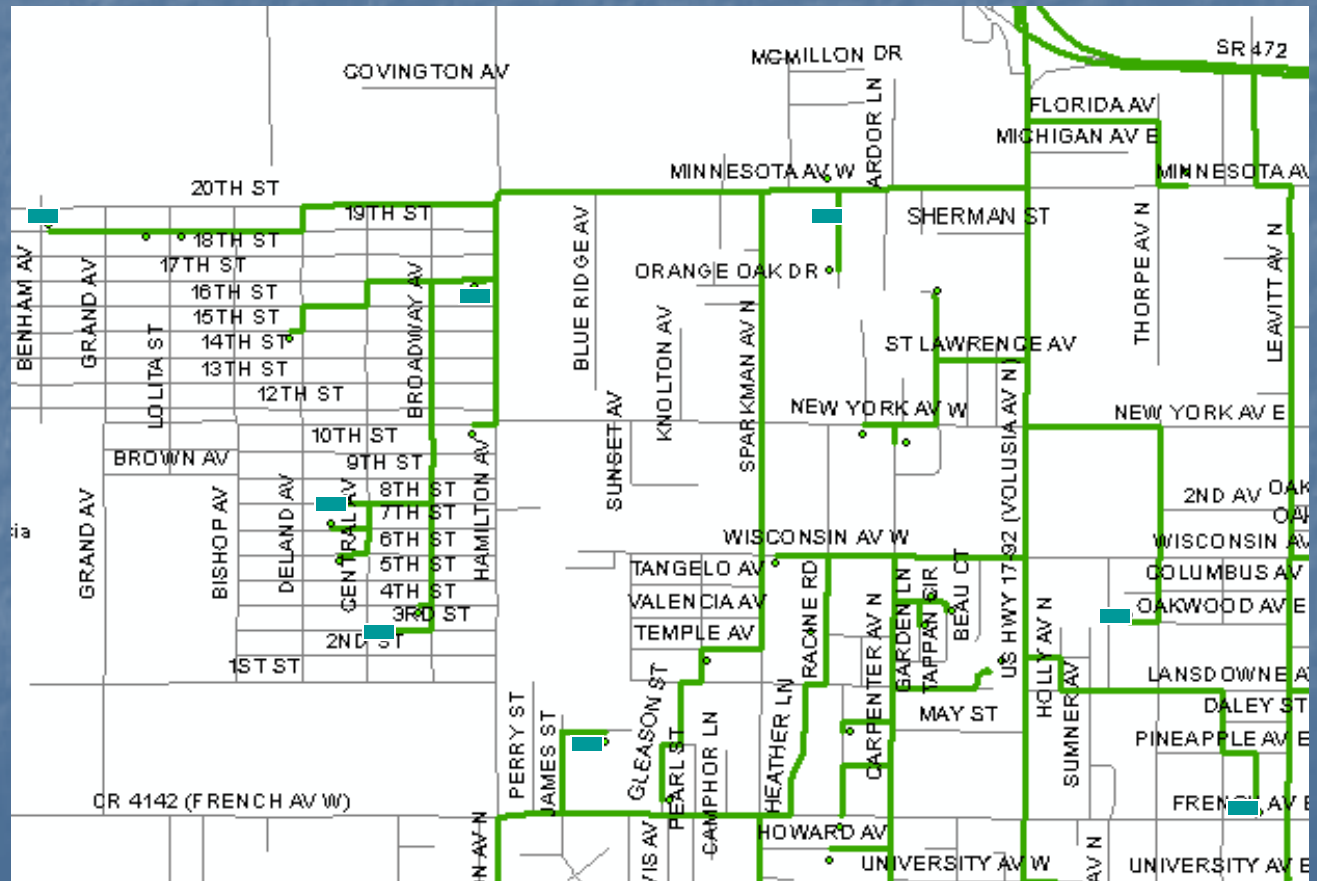 SR 472
MCMILLON DR
COVINGTON AV
ARDOR LN
FLORIDA AV
MICHIGAN AV E
MINNESOTA AV W
MINNESOTA AV
20TH ST
19TH ST
SHERMAN ST
18TH ST
17TH ST
16TH ST
15TH ST
14TH ST
13TH ST
12TH ST
BENHAM AV
GRAND AV
LOLITA ST
BROADWAY AV
BLUE RIDGE AV
ORANGE OAK DR
KNOLTON AV
SPARKMAN AV N
THORPE AV N
LEAVITT AV N
ST LAWRENCE AV
NEW YORK AV W
NEW YORK AV E
SUNSET AV
US HWY 17-92 (VOLUSIA AV N)
10TH ST
BROWN AV
9TH ST
8TH ST
7TH ST
6TH ST
5TH ST
4TH ST
3RD ST
2ND ST
1ST ST
GRAND AV
BISHOP AV
DELAND AV
CENTRAL AV
HAMILTON AV
2ND AV
OAK
OAK
WISCONSIN AV W
WISCONSIN AV
TANGELO AV
VALENCIA AV
TEMPLE AV
RACINE RD
CARPENTER AV N
GARDEN LN
TAPPAN CIR
BEAU CT
COLUMBUS AV
OAKWOOD AV E
HOLLY AV N
SUMNER AV
LANSDOWNE A
DALEY ST
PINEAPPLE AV E
MAY ST
PERRY ST
JAMES ST
GLEASON ST
PEARL ST
CAMPHOR LN
HEATHER LN
CR 4142 (FRENCH AV W)
FRENCH AV E
HOWARD AV
UNIVERSITY AV W
UNIVERSITY AV E
N AV N
VIS AV
AV N
ia